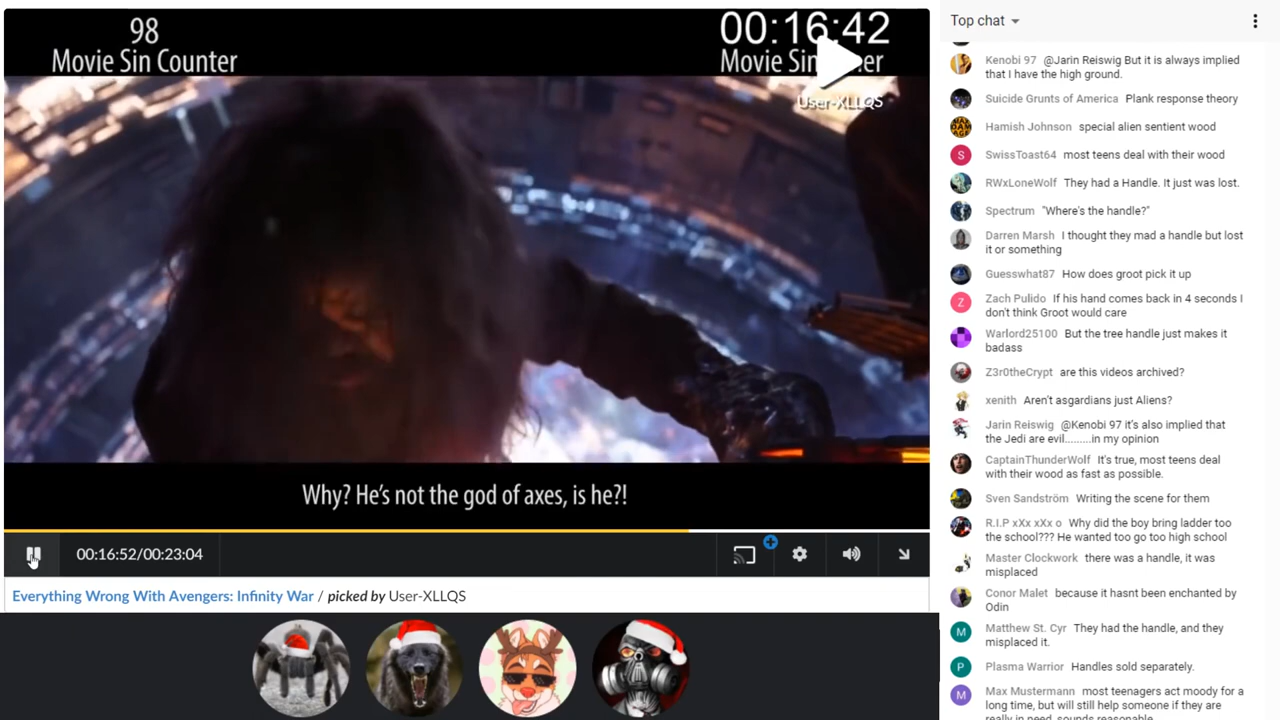 98
Movie Sin Counter
00:16:42
Movie Sin er
User-XLLQS
Why? He's not the god of axes, is he?!
00:16:52/00:23:04
Everything Wrong With Avengers: Infinity War / picked by User-XLLQS
Top chat
Kenobi 97 @Jarin Reiswig But it is always implied
that I have the high ground.
Suicide Grunts of America Plank response theory
Hamish Johnson special alien sentient wood
S SwissToast64 most teens deal with their wood
RWxLoneWolf They had a Handle. It just was lost.
Spectrum "Where's the handle?"
Darren Marsh I thought they mad a handle but lost
it or something
Guesswhat87 How does groot pick it up
Z Zach Pulido If his hand comes back in 4 seconds I
don't think Groot would care
Warlord25100 But the tree handle just makes it
badass
Z3r0theCrypt are this videos archived?
xenith Aren't asgardians just Aliens?
Jarin Reiswig @Kenobi 97 it's also implied that
the Jedi are evil.........in my opinion
CaptainThunderWolf It's true, most teens deal
with their wood as fast as possible.
Sven Sandström Writing the scene for them
R.I.P xXx xXx o Why did the boy bring ladder too
the school??? He wanted too go too high school
Master Clockwork there was a handle, it was
misplaced
Conor Malet because it hasnt been enchanted by
Odin
M Matthew St. Cyr They had the handle, and they
misplaced it.
P Plasma Warrior Handles sold separately.
M Max Mustermann most teenagers act moody for a
long time, but will still help someone if they are
really in need, sounds reasonable